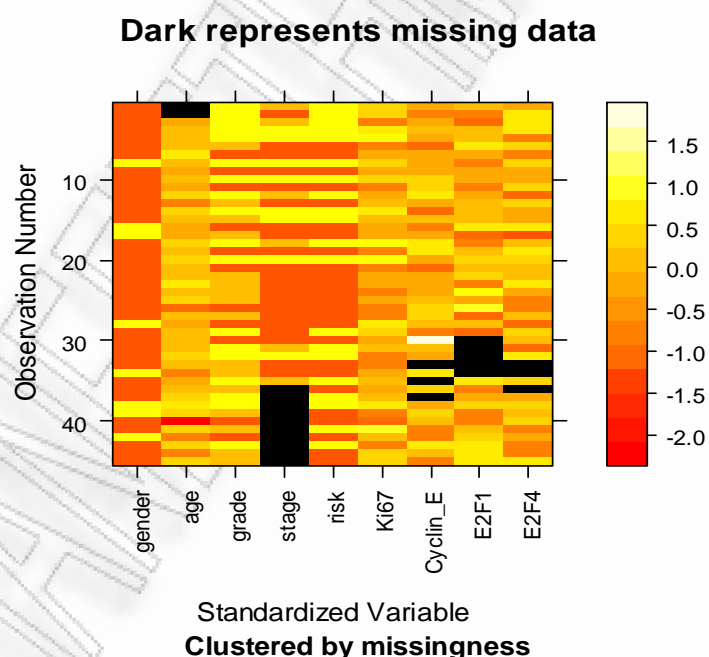 Dark represents missing data
Observation Number
10
20
30
40
gender
age
grade
stage
risk
Ki67
Cyclin_E
E2F1
E2F4
1.5
1.0
0.5
0.0
-0.5
-1.0
-1.5
-2.0
Standardized Variable
Clustered by missingness